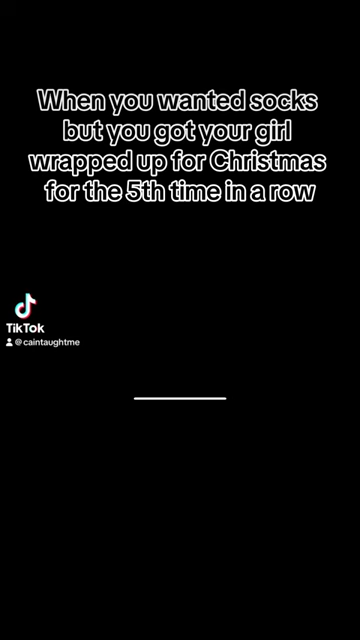 When you wanted socks
but you got your girl
wrapped up for Christmas
for the 5th time in a row
TikTok
@caintaughtme